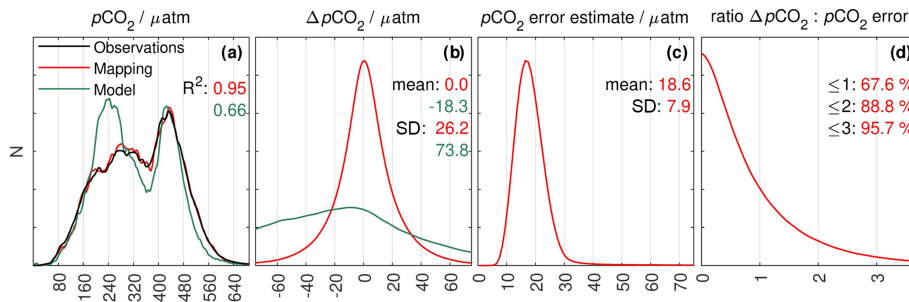 pCO2 / μatm
ΔpCO2 / μatm
pCO2 error estimate / μatm
ratio ΔpCO2 : pCO2 error
Observations
Mapping
Model
(a)
R2: 0.95
0.66
N
80
160
240
320
400
480
560
640
(b)
mean: 0.0
-18.3
SD: 26.2
73.8
-60
-40
-20
0
20
40
60
(c)
mean: 18.6
SD: 7.9
0
10
20
30
40
50
60
70
(d)
≤1: 67.6 %
≤2: 88.8 %
≤3: 95.7 %
0
1
2
3